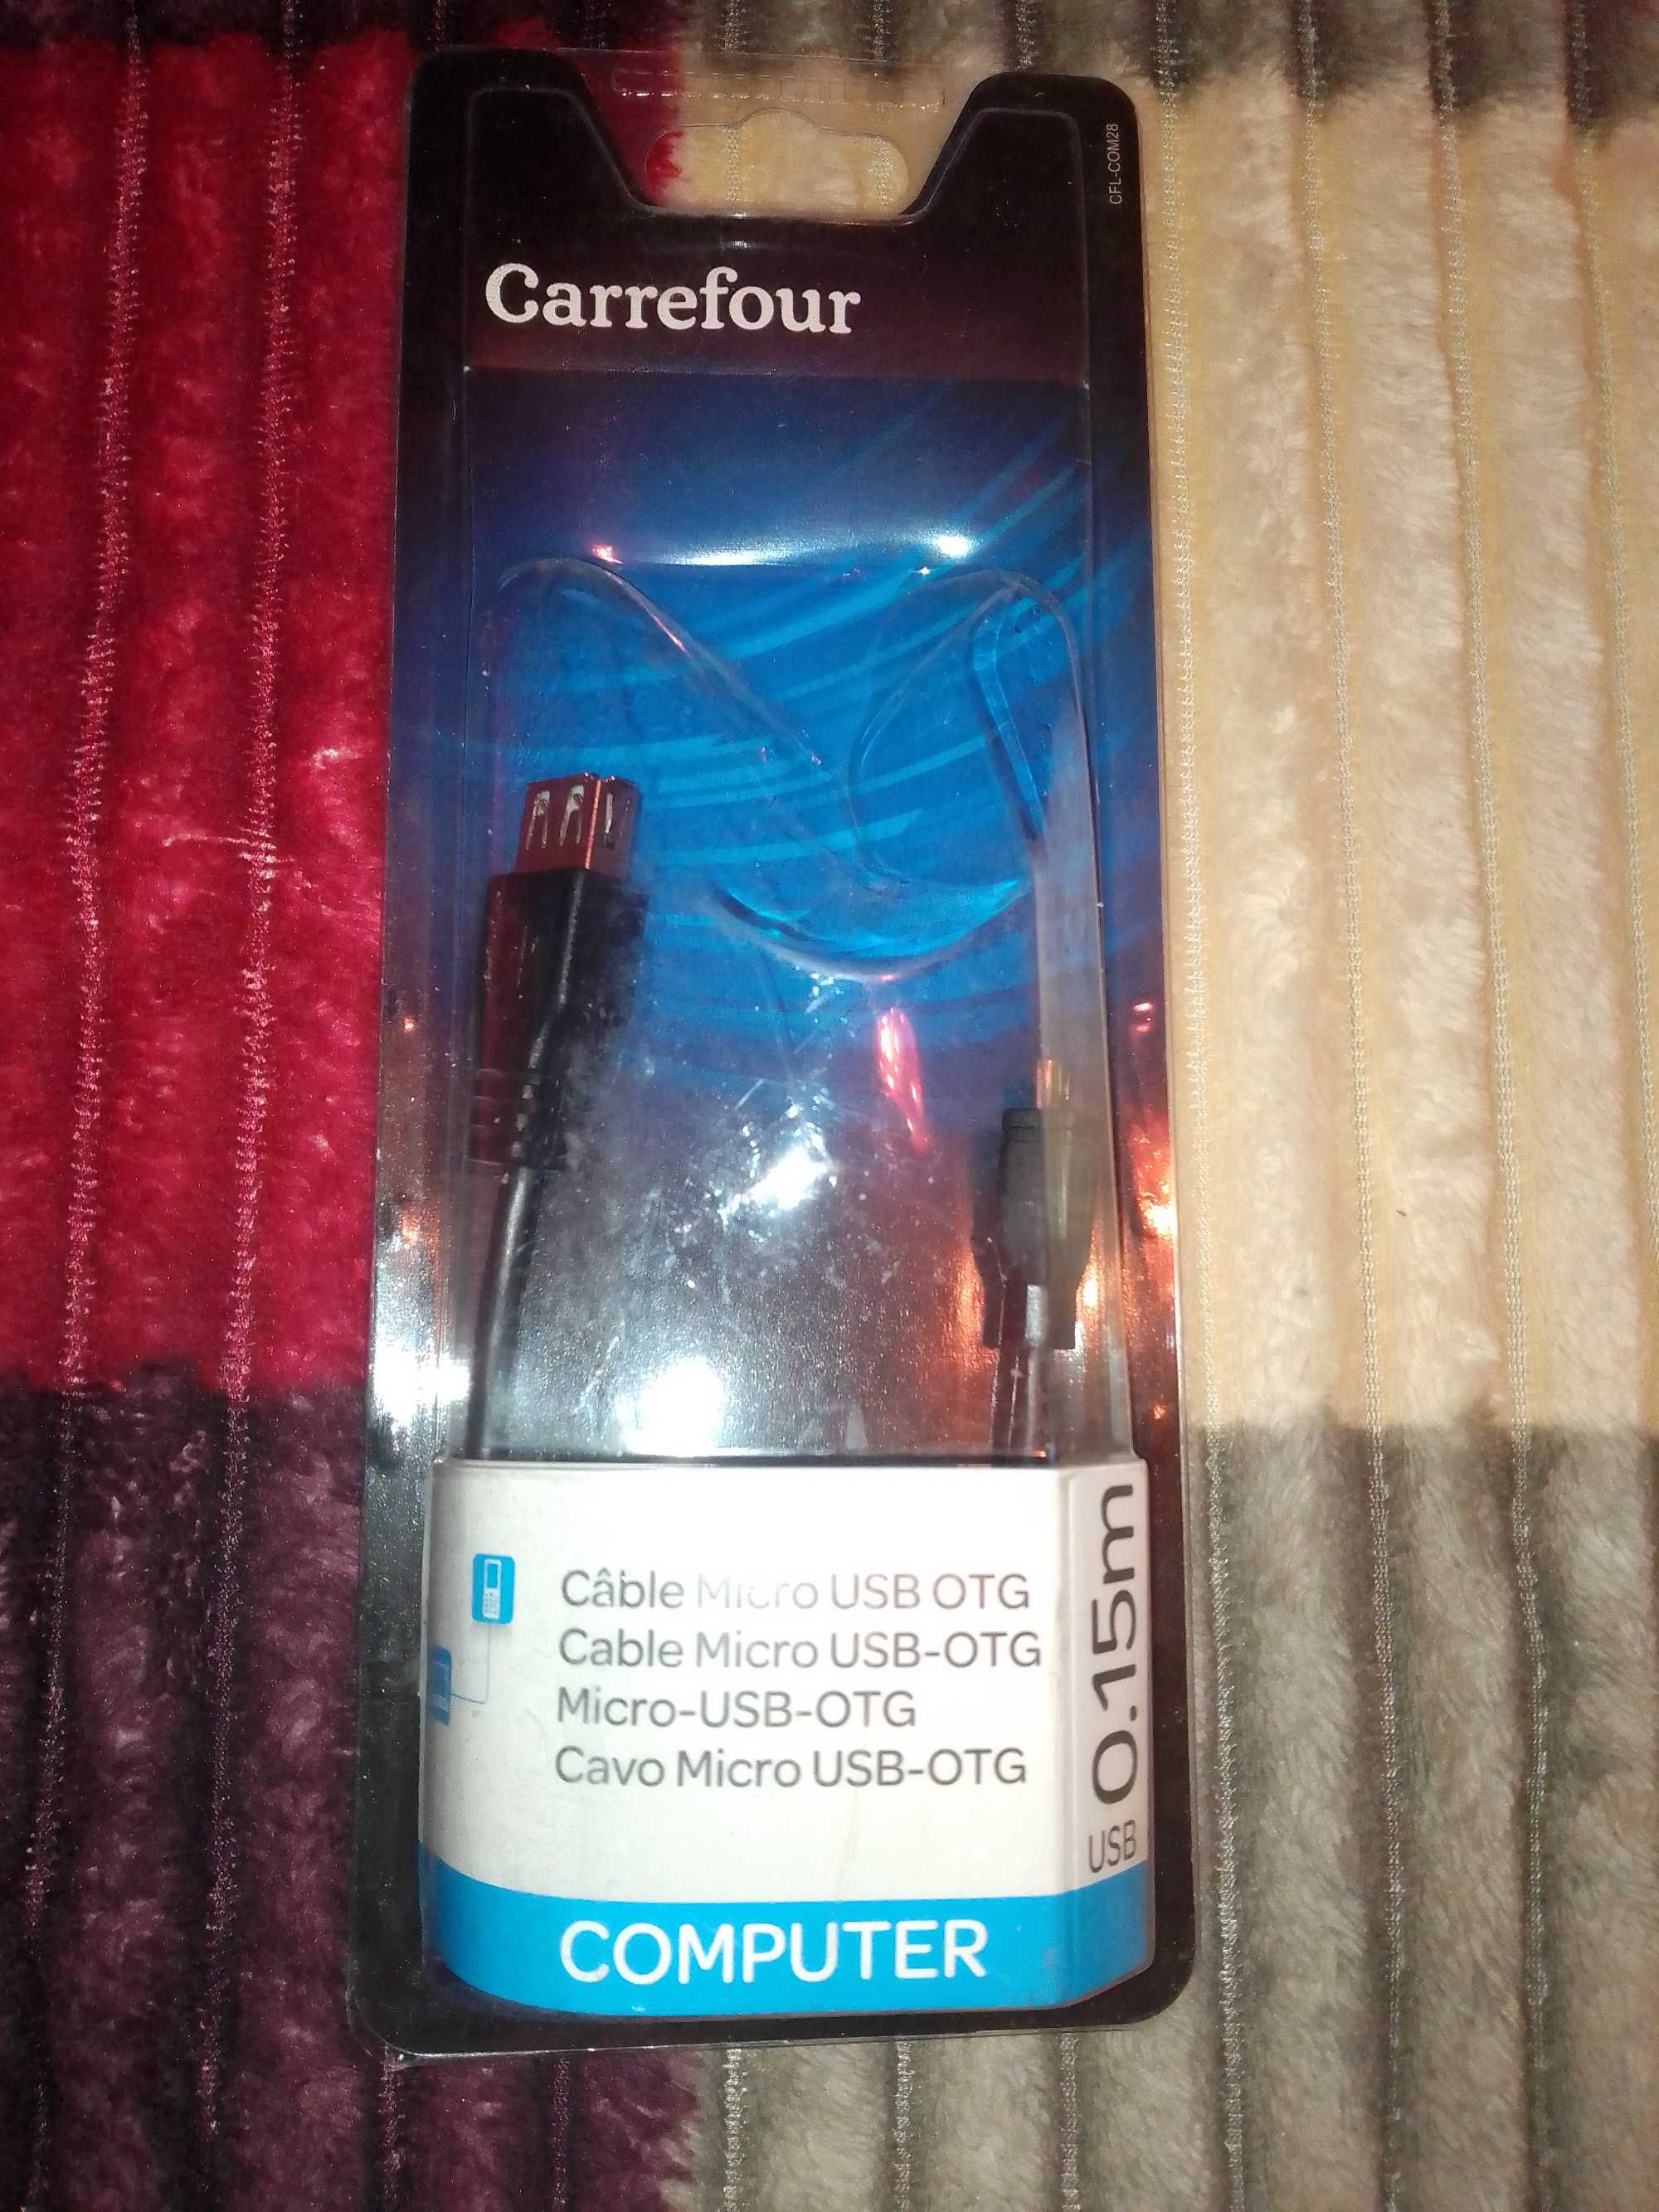 CFL-COM28
Carrefour
Câble Micro USB OTG
Cable Micro USB-OTG
Micro-USB-OTG
Cavo Micro USB-OTG
USB 0.15m
COMPUTER